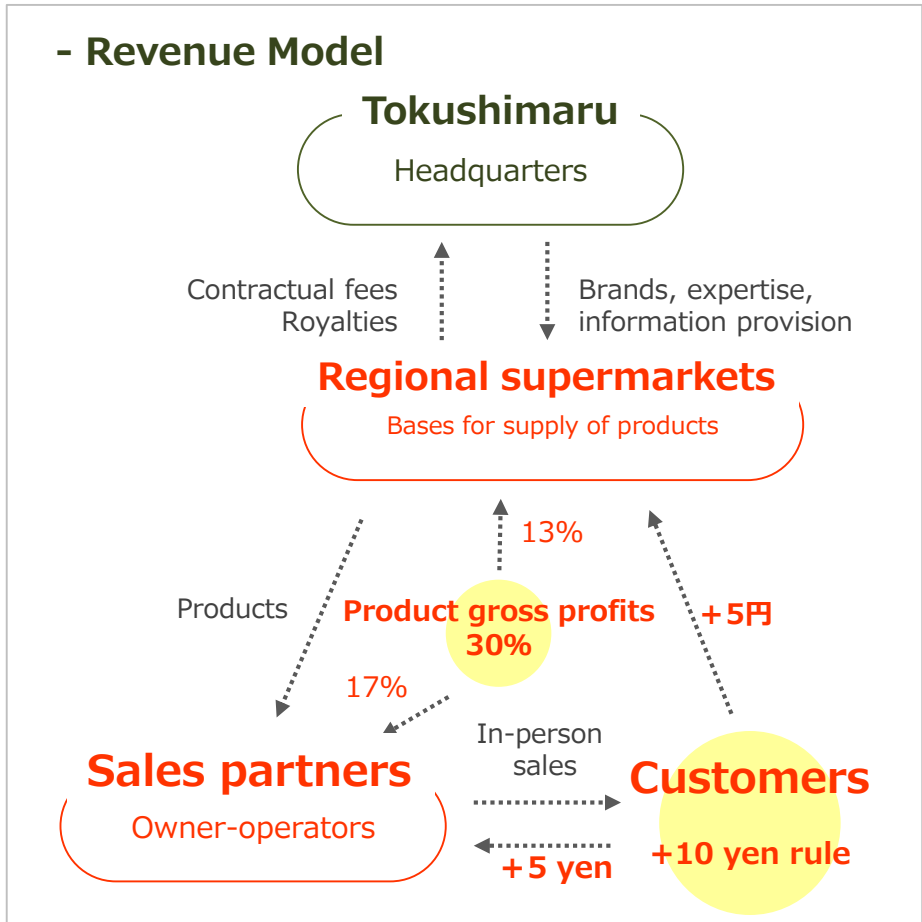 - Revenue Model
Tokushimaru
Headquarters
Contractual fees
Royalties
Brands, expertise,
information provision
Regional supermarkets
Bases for supply of products
13%
Products
Product gross profits
30%
+5円
17%
In-person
sales
Sales partners
Owner-operators
Customers
+10 yen rule
+5 yen